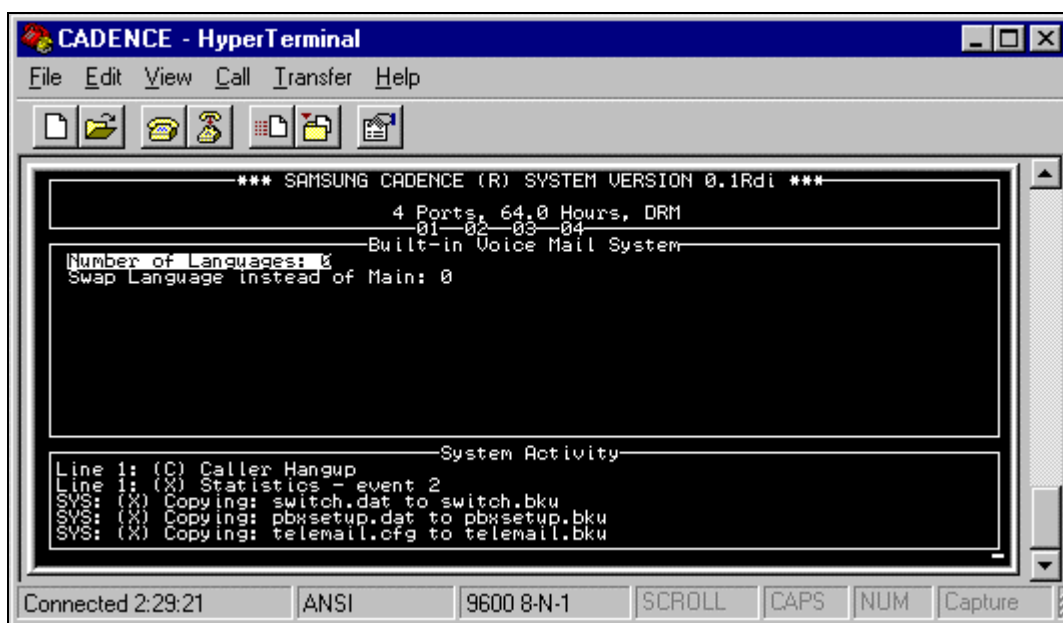 CADENCE - HyperTerminal
File Edit View Call Transfer Help
*** SAMSUNG CADENCE (R) SYSTEM VERSION 0.1Rdi ***
4 Ports, 64.0 Hours, DRM
01 02 03 04
Built-in Voice Mail System
Number of Languages: 0
Swap Language instead of Main: 0
System Activity
Line 1: (C) Caller Hangup
Line 1: (X) Statistics - event 2
SYS: (X) Copying: switch.dat to switch.bku
SYS: (X) Copying: pbxsetup.dat to pbxsetup.bku
SYS: (X) Copying: telemail.cfg to telemail.bku
Connected 2:29:21 ANSI 9600 8-N-1 SCROLL CAPS NUM Capture